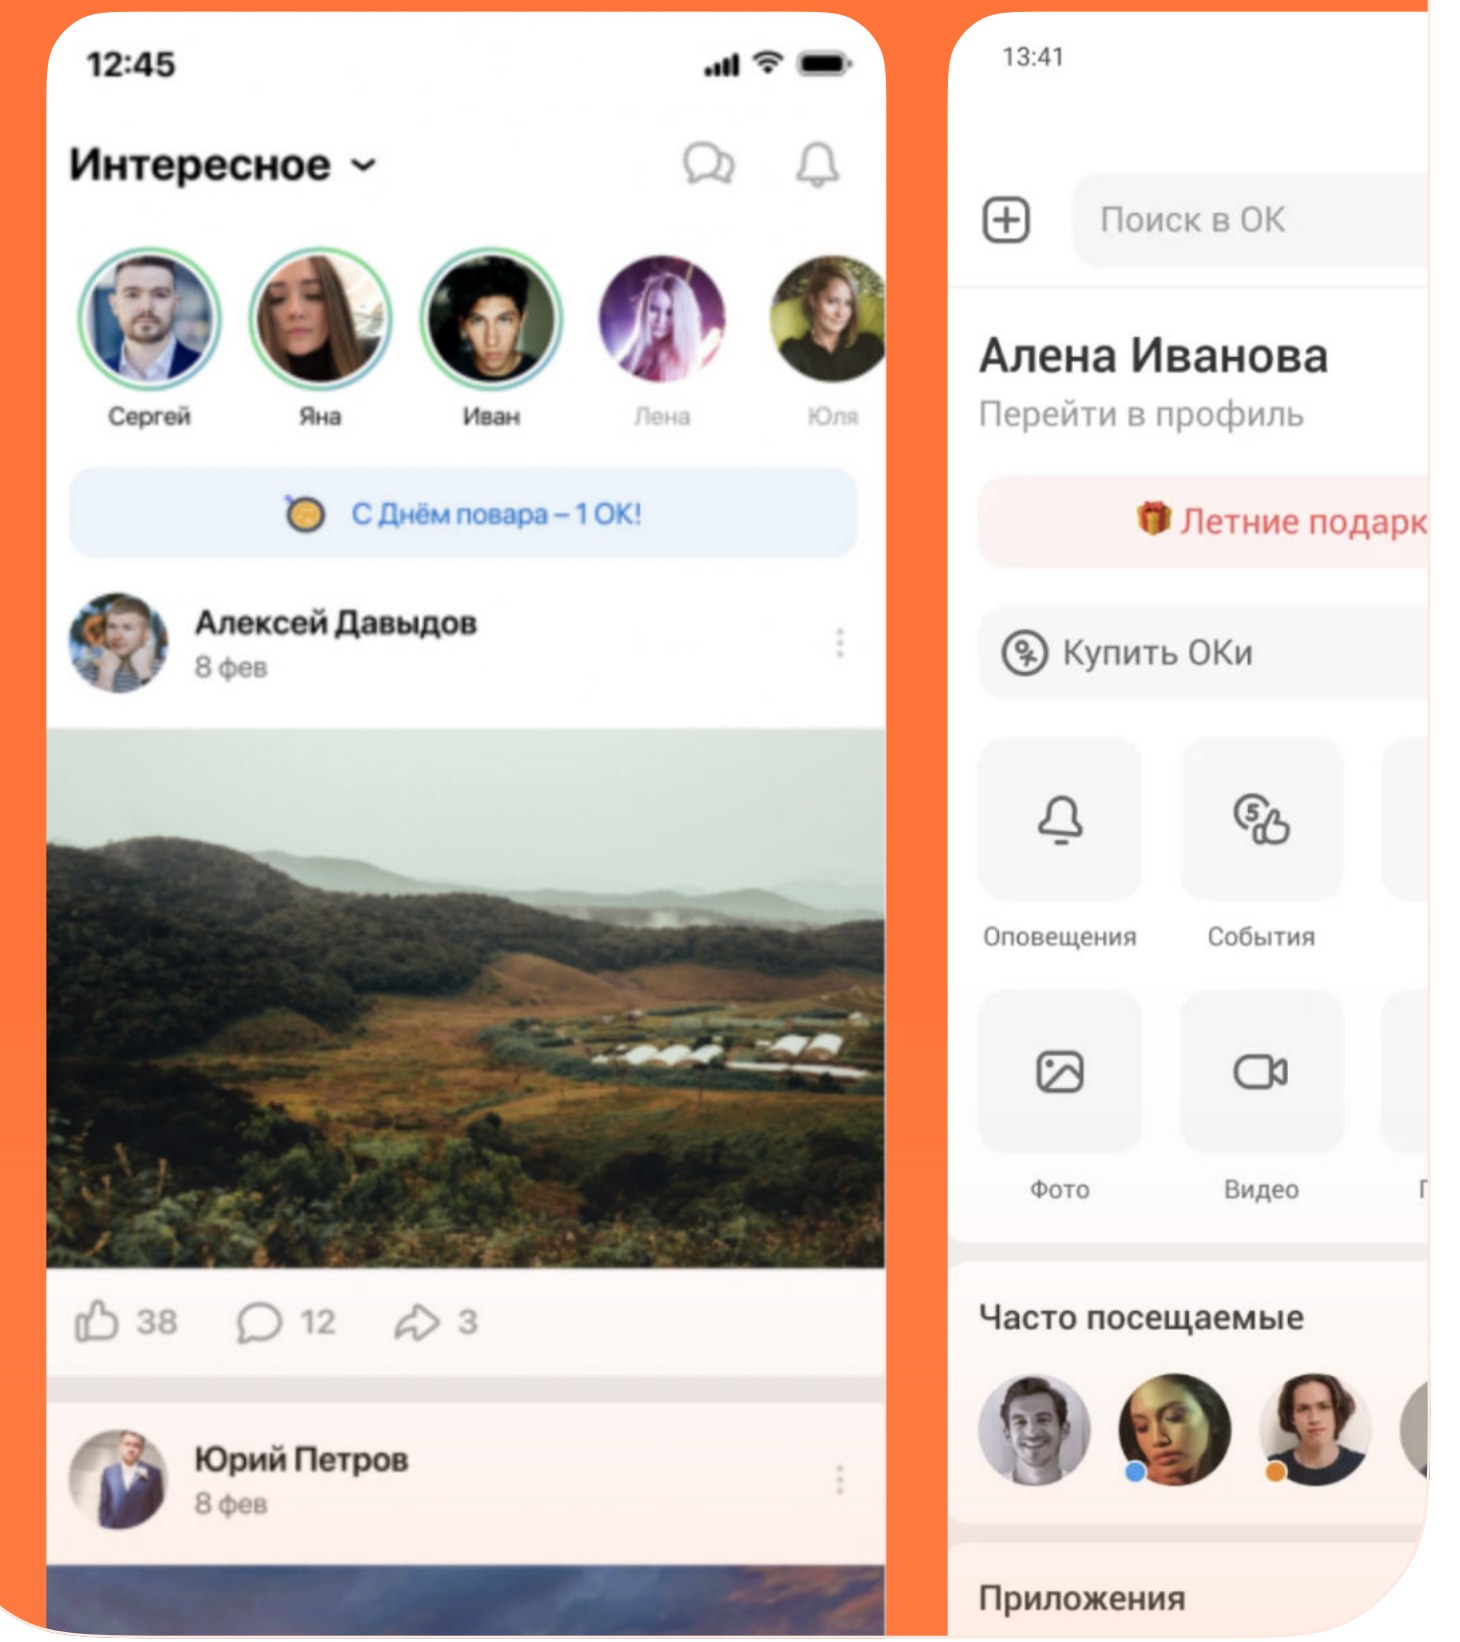 12:45
Интересное
Сергей
Яна
Иван
Лена
Юля
С Днём повара – 1 ОК!
Алексей Давыдов
8 фев
38
12
3
Юрий Петров
8 фев
13:41
Поиск в ОК
Алена Иванова
Перейти в профиль
Летние подарк
Купить ОКи
5
Оповещения
События
Фото
Видео
Часто посещаемые
Приложения